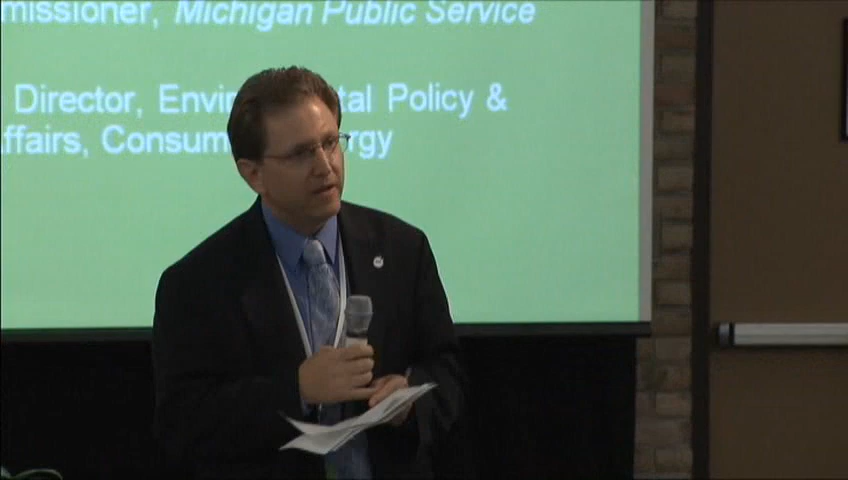 missioner, Michigan Public Service
Director, Envir tal Policy &
ffairs, Consum rgy